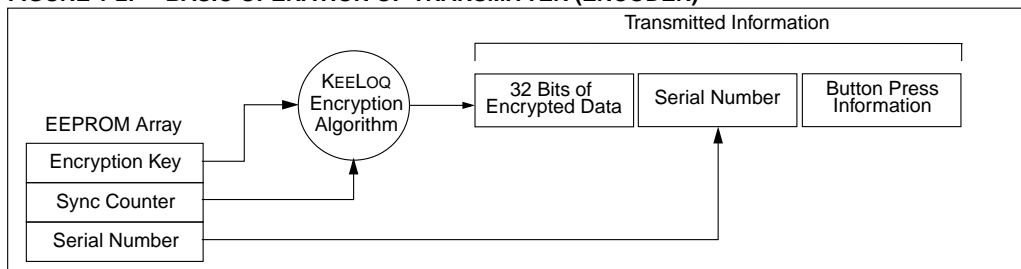 Transmitted Information
KEELOQ
Encryption
Algorithm
32 Bits of
Encrypted Data
Serial Number
Button Press
Information
EEPROM Array
Encryption Key
Sync Counter
Serial Number